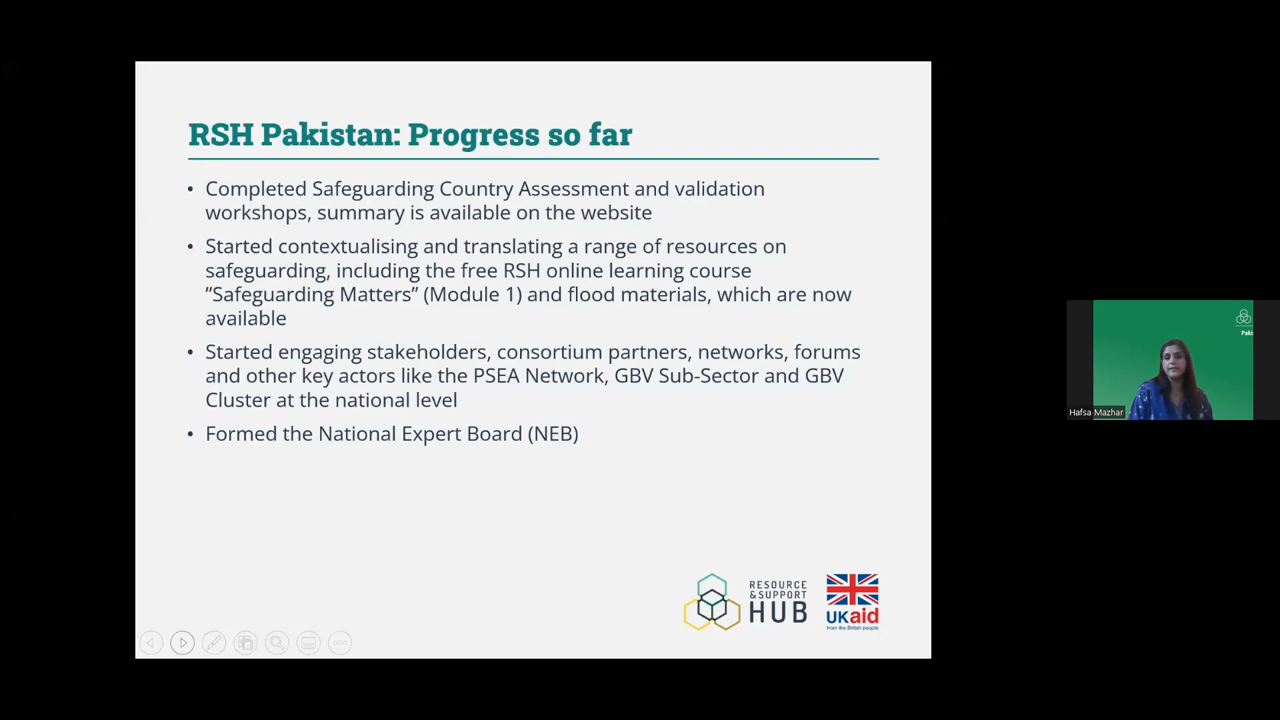 RSH Pakistan: Progress so far
• Completed Safeguarding Country Assessment and validation
workshops, summary is available on the website
• Started contextualising and translating a range of resources on
safeguarding, including the free RSH online learning course
”Safeguarding Matters” (Module 1) and flood materials, which are now
available
• Started engaging stakeholders, consortium partners, networks, forums
and other key actors like the PSEA Network, GBV Sub-Sector and GBV
Cluster at the national level
• Formed the National Expert Board (NEB)
RESOURCE
&SUPPORT
HUB
UKaid
from the British people
Paki
Hafsa Mazhar